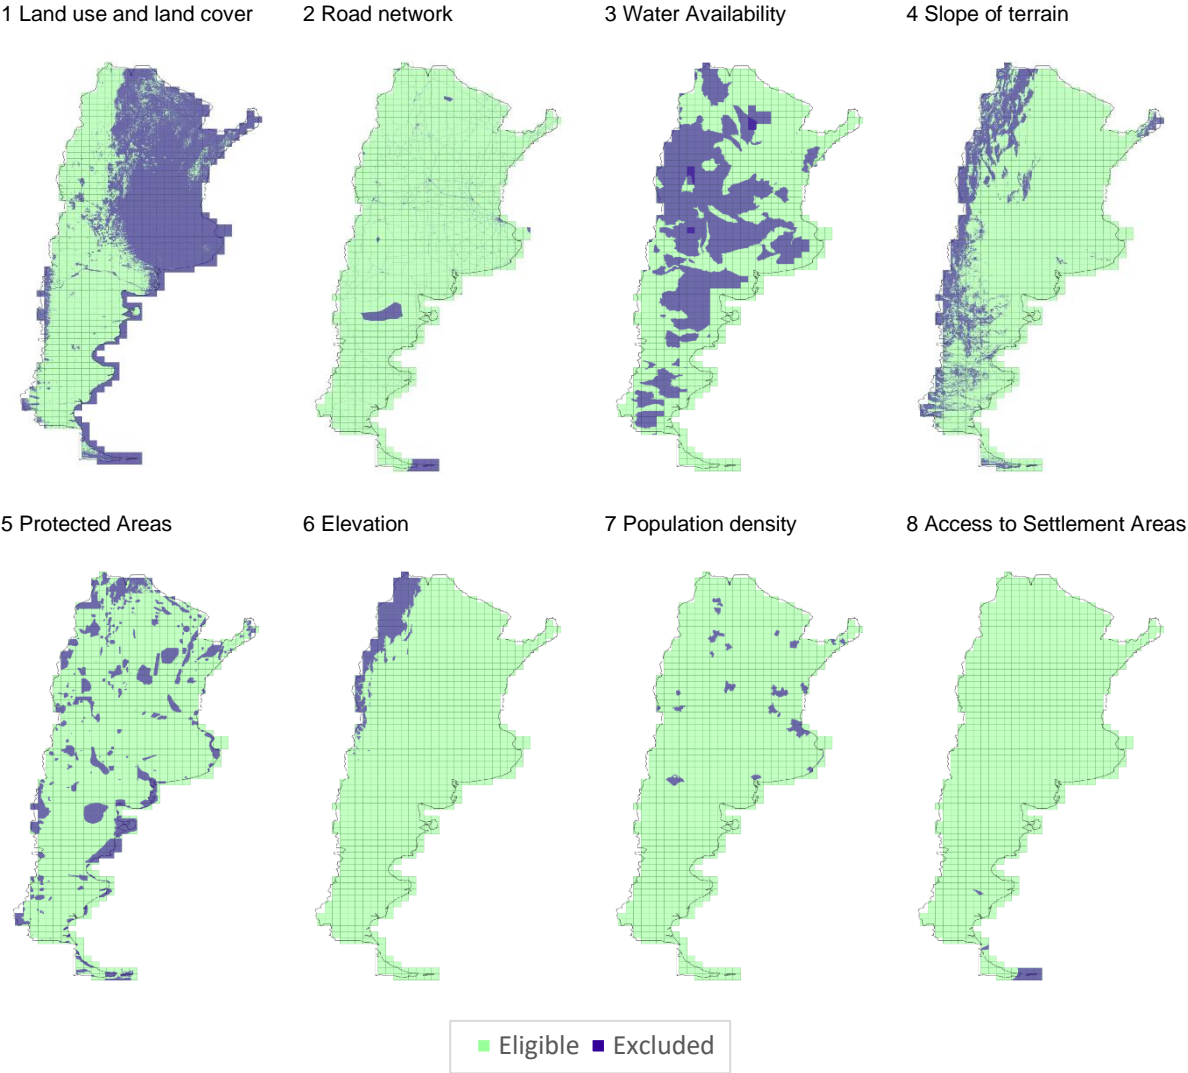 1 Land use and land cover
2 Road network
3 Water Availability
4 Slope of terrain
5 Protected Areas
6 Elevation
7 Population density
8 Access to Settlement Areas
Eligible
Excluded